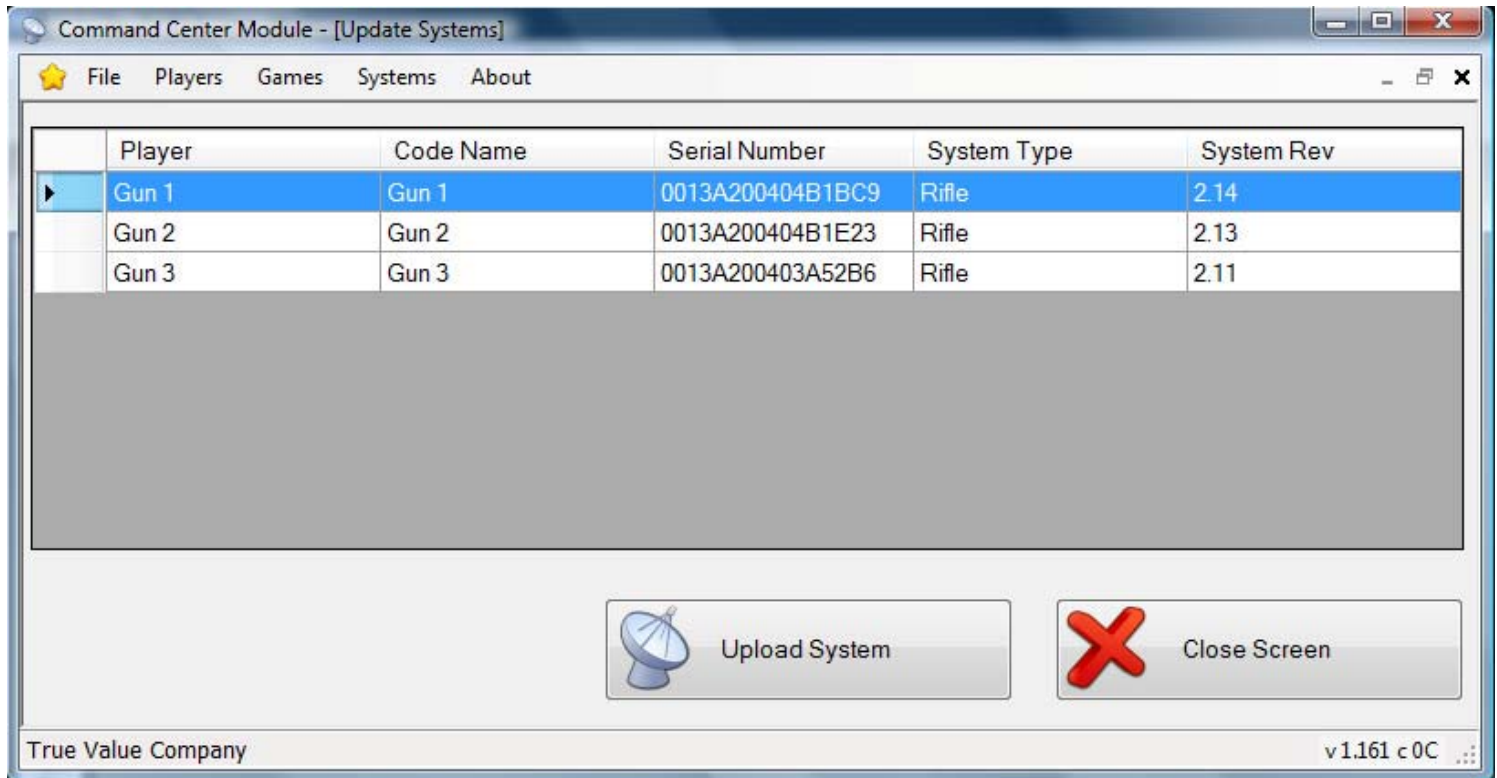 Command Center Module - [Update Systems]
File Players Games Systems About
Player Code Name Serial Number System Type System Rev
Gun 1 Gun 1 0013A200404B1BC9 Rifle 2.14
Gun 2 Gun 2 0013A200404B1E23 Rifle 2.13
Gun 3 Gun 3 0013A200403A52B6 Rifle 2.11
Upload System Close Screen
True Value Company v 1.161 c 0C